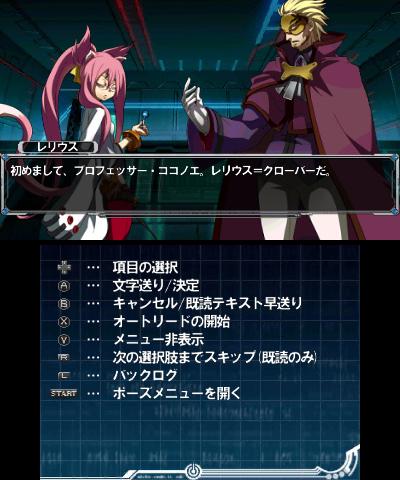 レリウス
初めまして、プロフェッサー・ココノエ。レリウス＝クローバーだ。
… 項目の選択
A … 文字送り/決定
B … キャンセル/既読テキスト早送り
X … オートリードの開始
Y … メニュー非表示
R … 次の選択肢までスキップ(既読のみ)
L … バックログ
START … ポーズメニューを開く